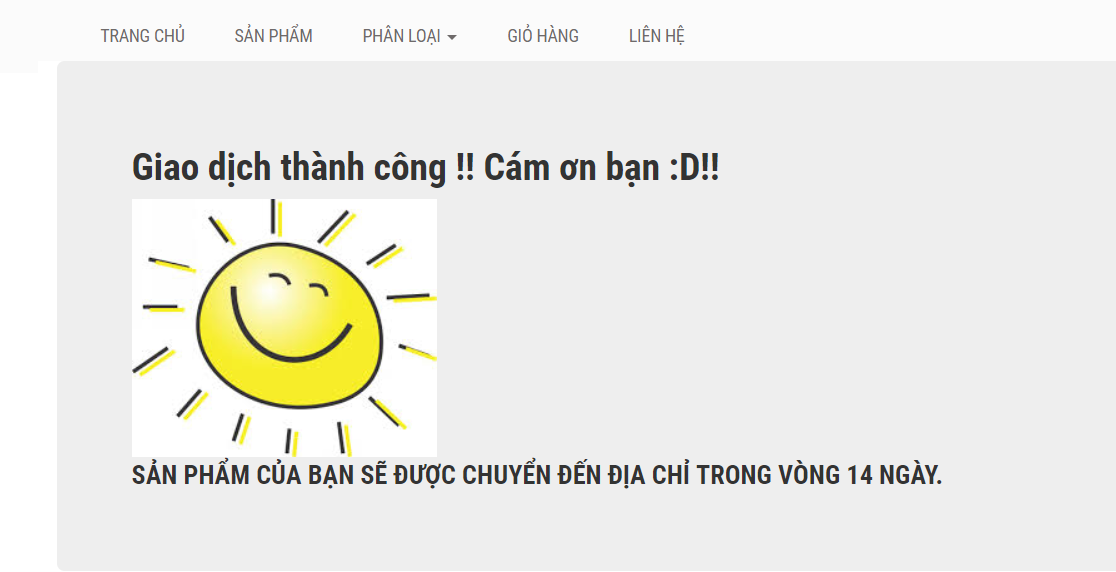 TRANG CHỦ SẢN PHẨM PHÂN LOẠI GIỎ HÀNG LIÊN HỆ
Giao dịch thành công !! Cám ơn bạn :D!!
SẢN PHẨM CỦA BẠN SẼ ĐƯỢC CHUYỂN ĐẾN ĐỊA CHỈ TRONG VÒNG 14 NGÀY.